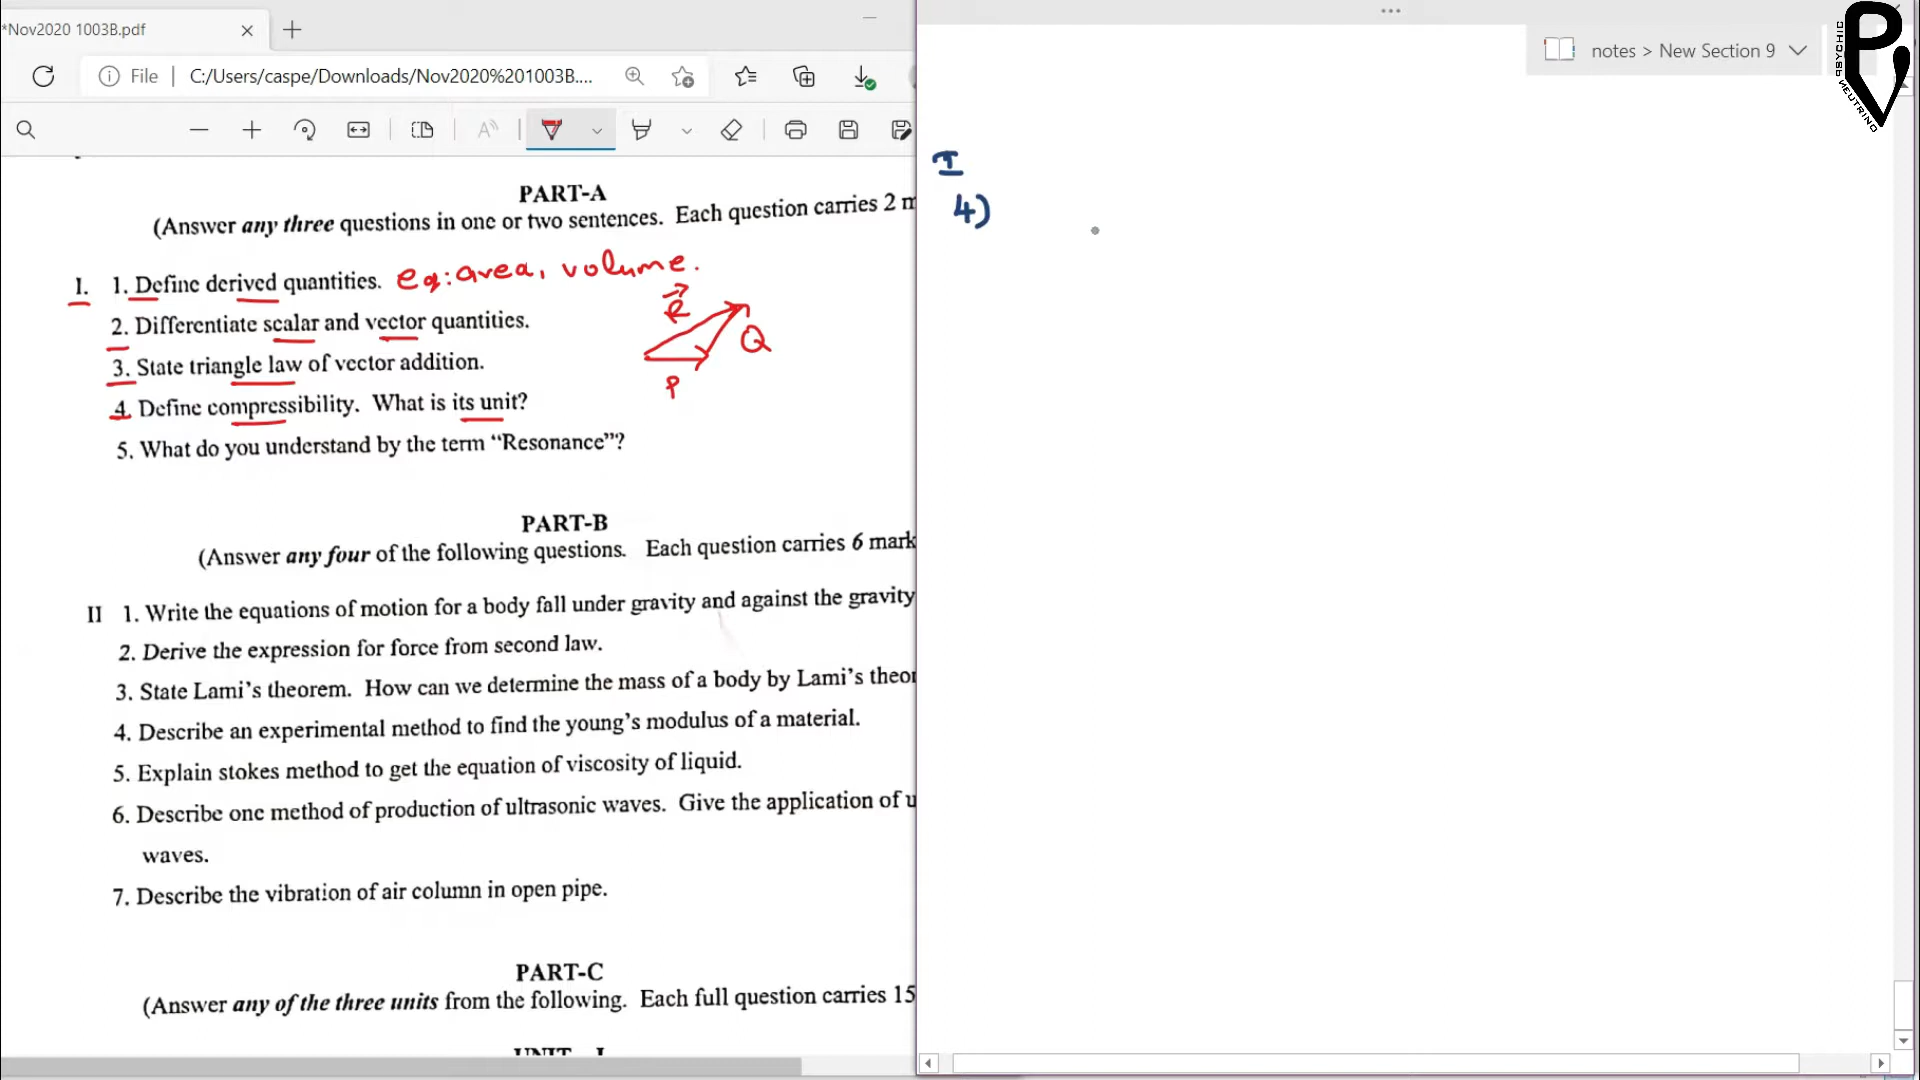 *Nov2020 1003B.pdf
File | C:/Users/caspe/Downloads/Nov2020%201003B....
notes > New Section 9
PSYCHIC
NEUTRINO
PART-A
(Answer any three questions in one or two sentences. Each question carries 2 m
I. 1. Define derived quantities. eg: area, volume.
2. Differentiate scalar and vector quantities.
3. State triangle law of vector addition.
R
Q
P
4. Define compressibility. What is its unit?
5. What do you understand by the term “Resonance”?
PART-B
(Answer any four of the following questions. Each question carries 6 mark
II 1. Write the equations of motion for a body fall under gravity and against the gravity
2. Derive the expression for force from second law.
3. State Lami’s theorem. How can we determine the mass of a body by Lami’s theor
4. Describe an experimental method to find the young’s modulus of a material.
5. Explain stokes method to get the equation of viscosity of liquid.
6. Describe one method of production of ultrasonic waves. Give the application of u
waves.
7. Describe the vibration of air column in open pipe.
PART-C
(Answer any of the three units from the following. Each full question carries 15
UNIT – I
I
4)